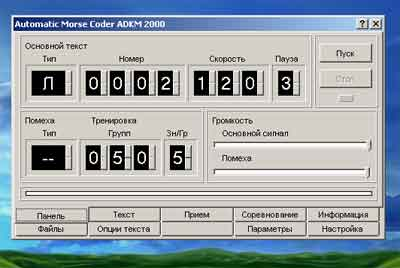 Automatic Morse Coder ADKM 2000
Основной текст
Тип Номер Скорость Пауза
Л 0 0 0 2 1 2 0 3
Пуск
Стоп
Помеха Тренировка
Тип Групп Зн/Гр
-- 0 5 0 5
Громкость
Основной сигнал
Помеха
Панель Текст Прием Соревнование Информация
Файлы Опции текста Параметры Настройка